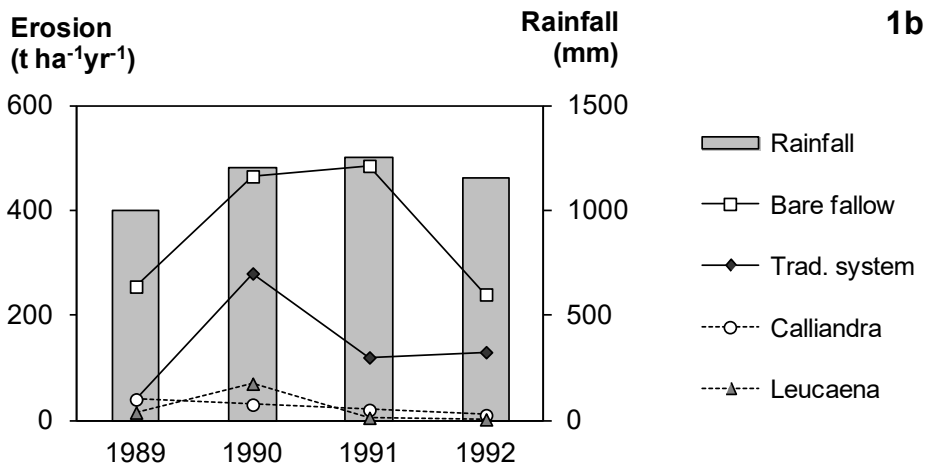 Erosion
(t ha⁻¹yr⁻¹)
Rainfall
(mm)
1b
600
400
200
0
1500
1000
500
0
1989 1990 1991 1992
Rainfall
Bare fallow
Trad. system
Calliandra
Leucaena